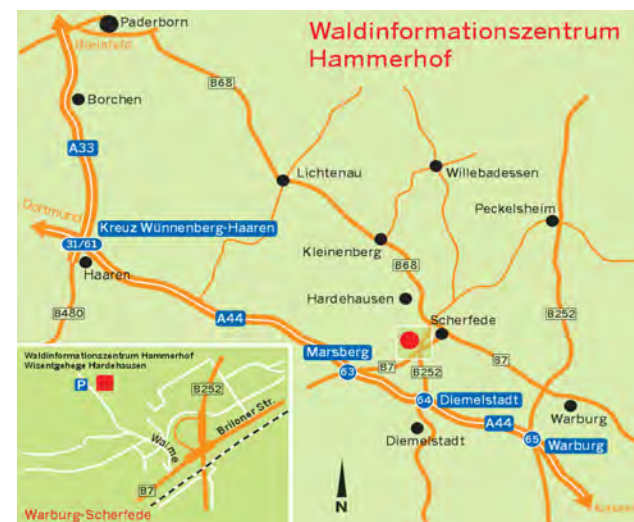 Waldinformationszentrum
Hammerhof
Paderborn
Bielefeld
B68
Borchen
A33
Lichtenau
Willebadessen
Peckelsheim
Dortmund
Kreuz Wünnenberg-Haaren
31/61
Kleinenberg
Haaren
B68
Hardehausen
B480
A44
Scherfede
B252
Marsberg
B7
B7
63
B252
64
Diemelstadt
Warburg
Diemelstadt
A44
65
Warburg
N
Waldinformationszentrum Hammerhof
Wisentgehege Hardehausen
P
B252
Briloner Str.
Walme
B7
Warburg-Scherfede